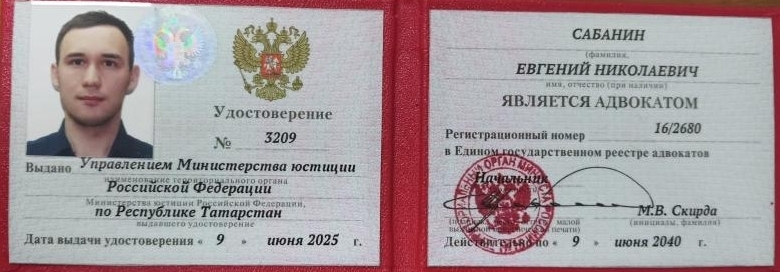 Удостоверение
№ 3209
Выдано Управлением Министерства юстиции
наименование территориального органа
Российской Федерации
Министерства юстиции Российской Федерации,
по Республике Татарстан
выдавшего удостоверение
Дата выдачи удостоверения « 9 » июня 2025 г.
САБАНИН
(фамилия,
ЕВГЕНИЙ НИКОЛАЕВИЧ
имя, отчество (при наличии)
ЯВЛЯЕТСЯ АДВОКАТОМ
Регистрационный номер 16/2680
в Едином государственном реестре адвокатов
Начальник
М.В. Скирда
(инициалы, фамилия)
Действительно по « 9 » июня 2040 г.